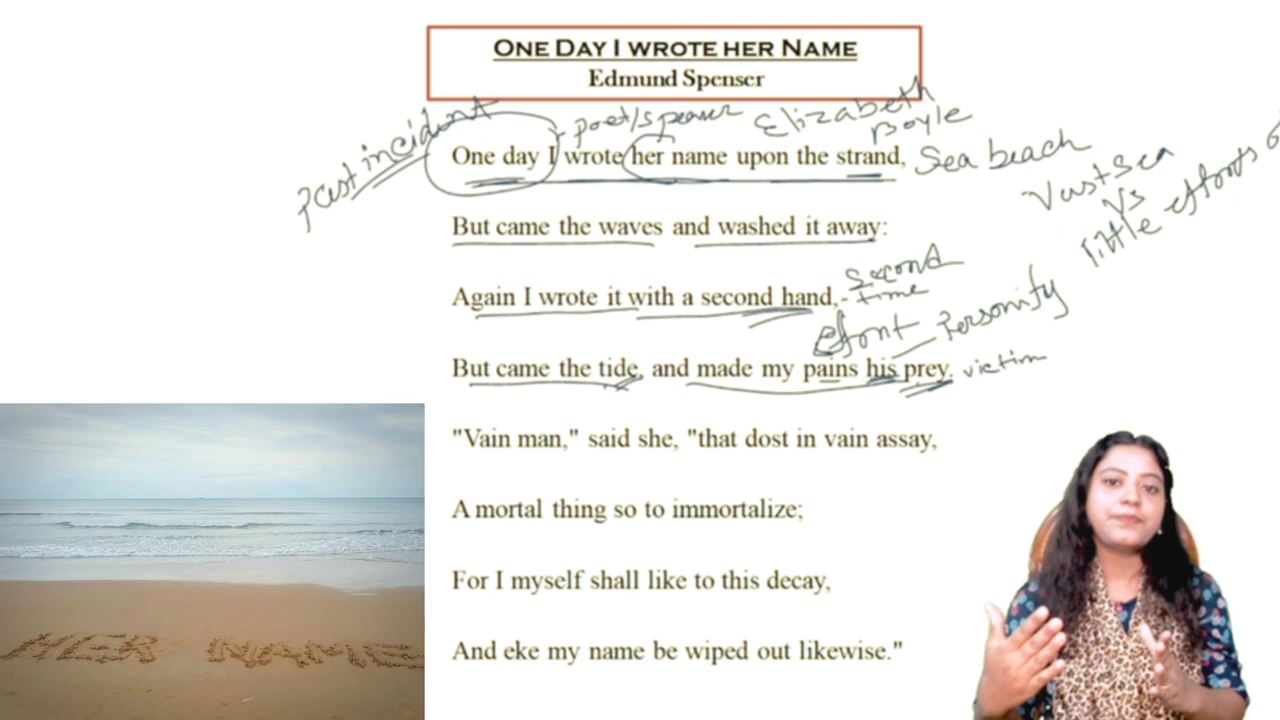 ONE DAY I WROTE HER NAME
Edmund Spenser
past incident
poet/speaker Elizabeth
Boyle
One day I wrote her name upon the strand, Sea beach
Vast Sea
Vs
little efforts
But came the waves and washed it away:
Again I wrote it with a second hand, Second
time
effort Personify
But came the tide, and made my pains his prey. victim
"Vain man," said she, "that dost in vain assay,
A mortal thing so to immortalize;
For I myself shall like to this decay,
And eke my name be wiped out likewise."
HER NAME